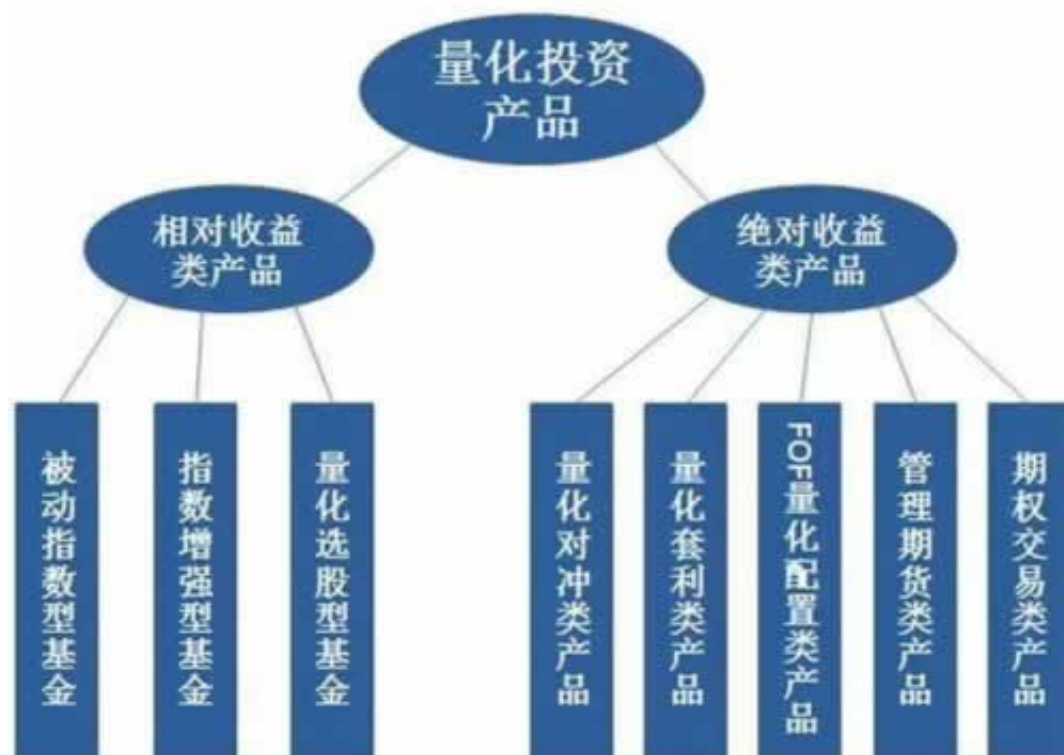 量化投资
产品
相对收益
类产品
绝对收益
类产品
被动指数型基金
指数增强型基金
量化选股型基金
量化对冲类产品
量化套利类产品
FOF量化配置类产品
管理期货类产品
期权交易类产品